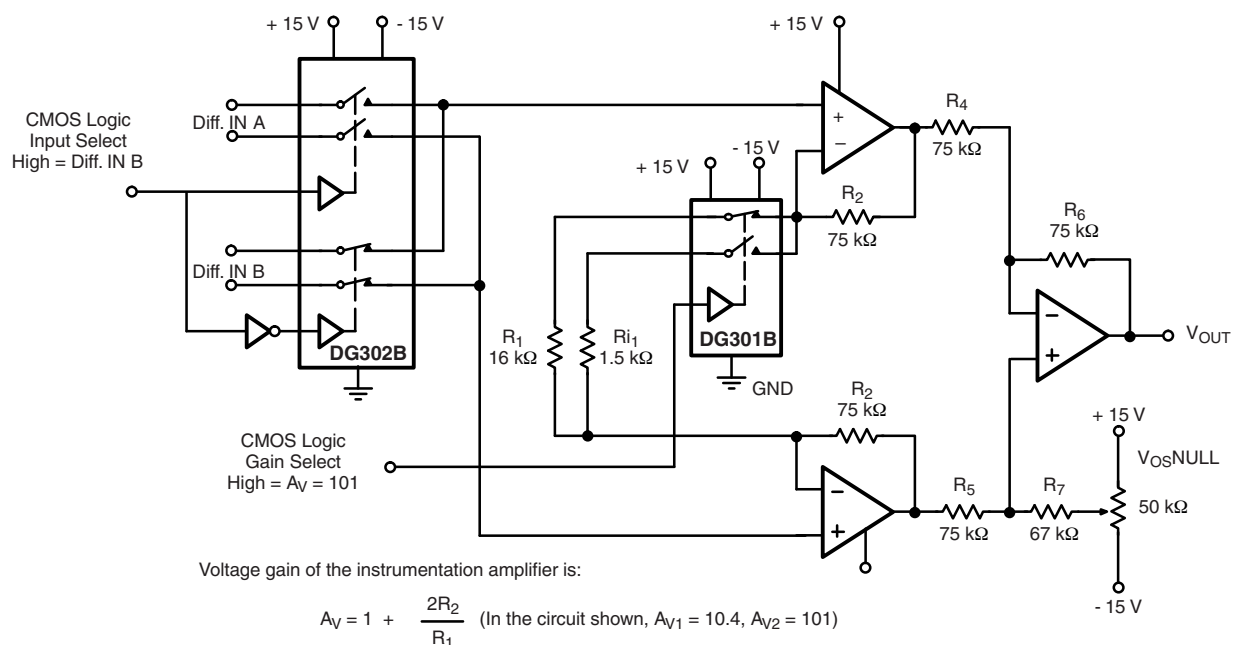 + 15 V
- 15 V
+ 15 V
CMOS Logic
Input Select
High = Diff. IN B
Diff. IN A
+
−
R4
75 kΩ
+ 15 V
- 15 V
R2
75 kΩ
R6
75 kΩ
Diff. IN B
DG302B
R1
16 kΩ
Ri1
1.5 kΩ
DG301B
GND
−
+
VOUT
R2
75 kΩ
CMOS Logic
Gain Select
High = AV = 101
−
+
R5
75 kΩ
R7
67 kΩ
+ 15 V
VOSNULL
50 kΩ
- 15 V
Voltage gain of the instrumentation amplifier is:
AV = 1 + 2R2 / R1 (In the circuit shown, AV1 = 10.4, AV2 = 101)